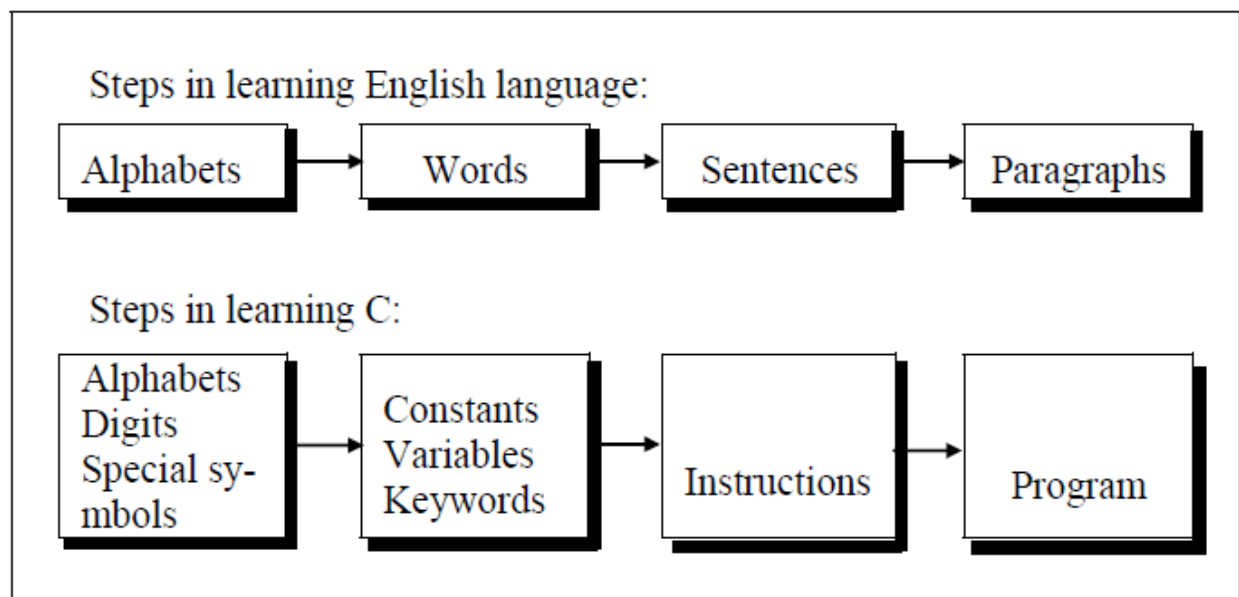 Steps in learning English language:
Alphabets
Words
Sentences
Paragraphs
Steps in learning C:
Alphabets
Digits
Special sy-
mbols
Constants
Variables
Keywords
Instructions
Program